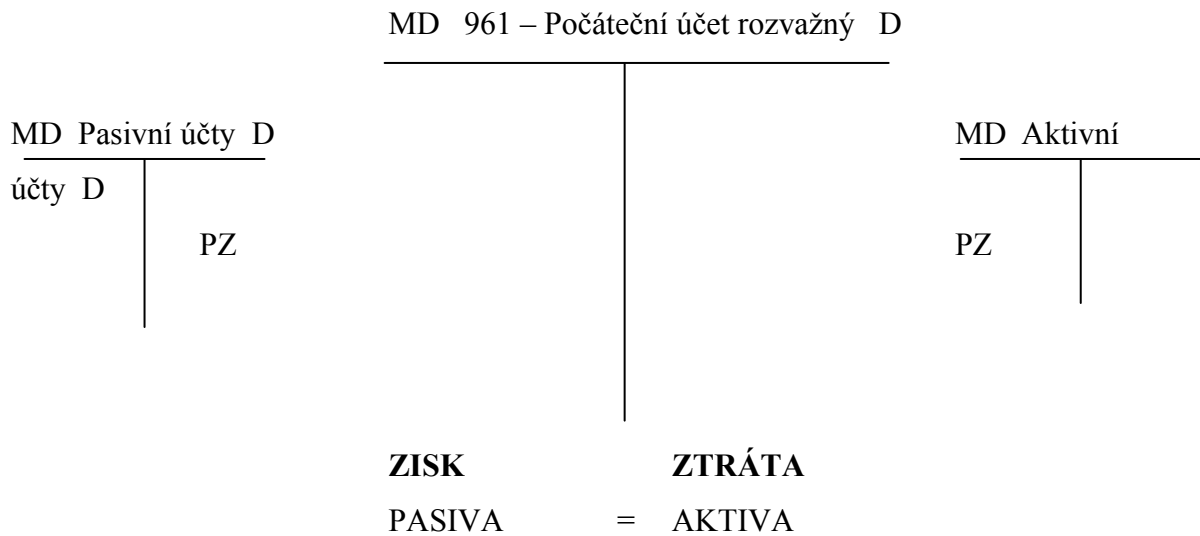 MD 961 – Počáteční účet rozvažný D
MD Pasivní účty D MD Aktivní
účty D
PZ PZ
ZISK ZTRÁTA
PASIVA = AKTIVA